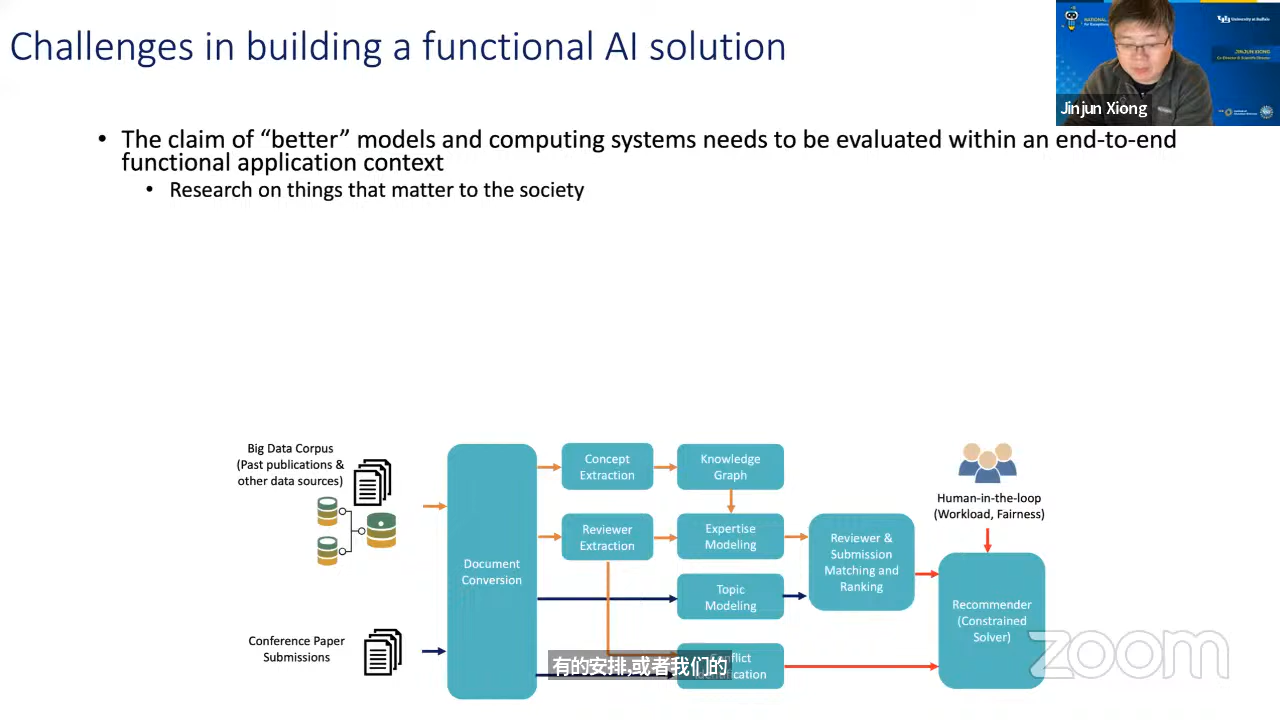 Challenges in building a functional AI solution
Jinjun Xiong
• The claim of “better” models and computing systems needs to be evaluated within an end-to-end
functional application context
• Research on things that matter to the society
Big Data Corpus
(Past publications &
other data sources)
Conference Paper
Submissions
Document
Conversion
Concept
Extraction
Knowledge
Graph
Reviewer
Extraction
Expertise
Modeling
Topic
Modeling
Reviewer &
Submission
Matching and
Ranking
Human-in-the-loop
(Workload, Fairness)
Recommender
(Constrained
Solver)
有的安排,或者我们的
zoom